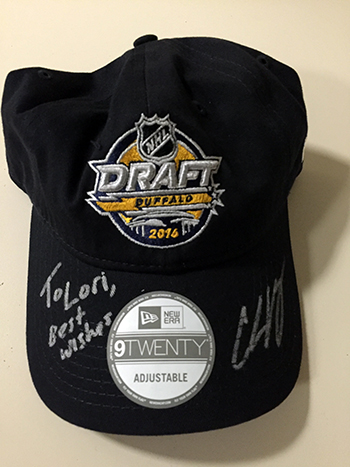 NHL
DRAFT
BUFFALO
2016
To Lori,
Best
Wishes
NEW ERA
9TWENTY
ADJUSTABLE